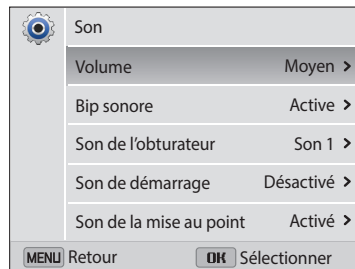 Son
Volume Moyen >
Bip sonore Active >
Son de l'obturateur Son 1 >
Son de démarrage Désactivé >
Son de la mise au point Activé >
MENU Retour OK Sélectionner